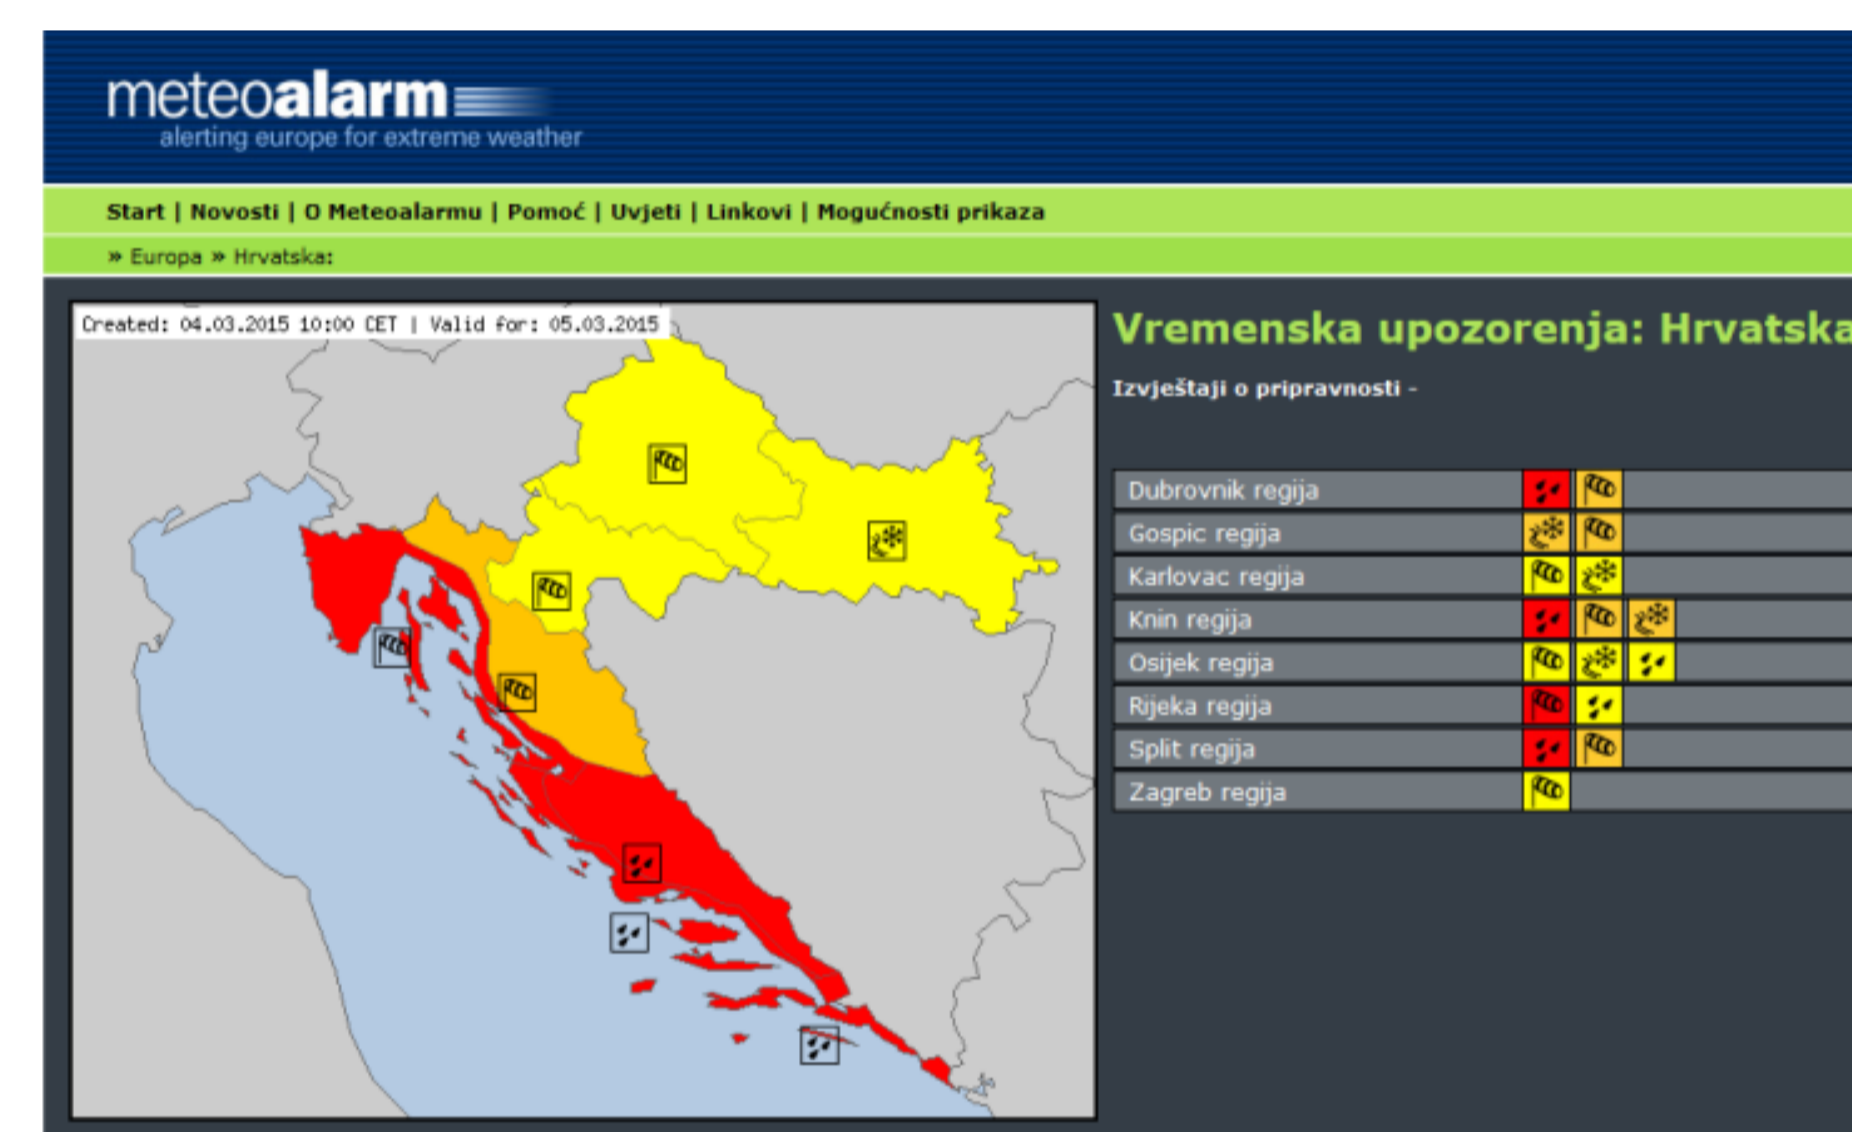 meteoalarm
alerting europe for extreme weather
Start | Novosti | O Meteoalarmu | Pomoć | Uvjeti | Linkovi | Mogućnosti prikaza
» Europa » Hrvatska:
Created: 04.03.2015 10:00 CET | Valid for: 05.03.2015
Vremenska upozorenja: Hrvatska
Izvještaji o pripravnosti -
Dubrovnik regija
Gospic regija
Karlovac regija
Knin regija
Osijek regija
Rijeka regija
Split regija
Zagreb regija